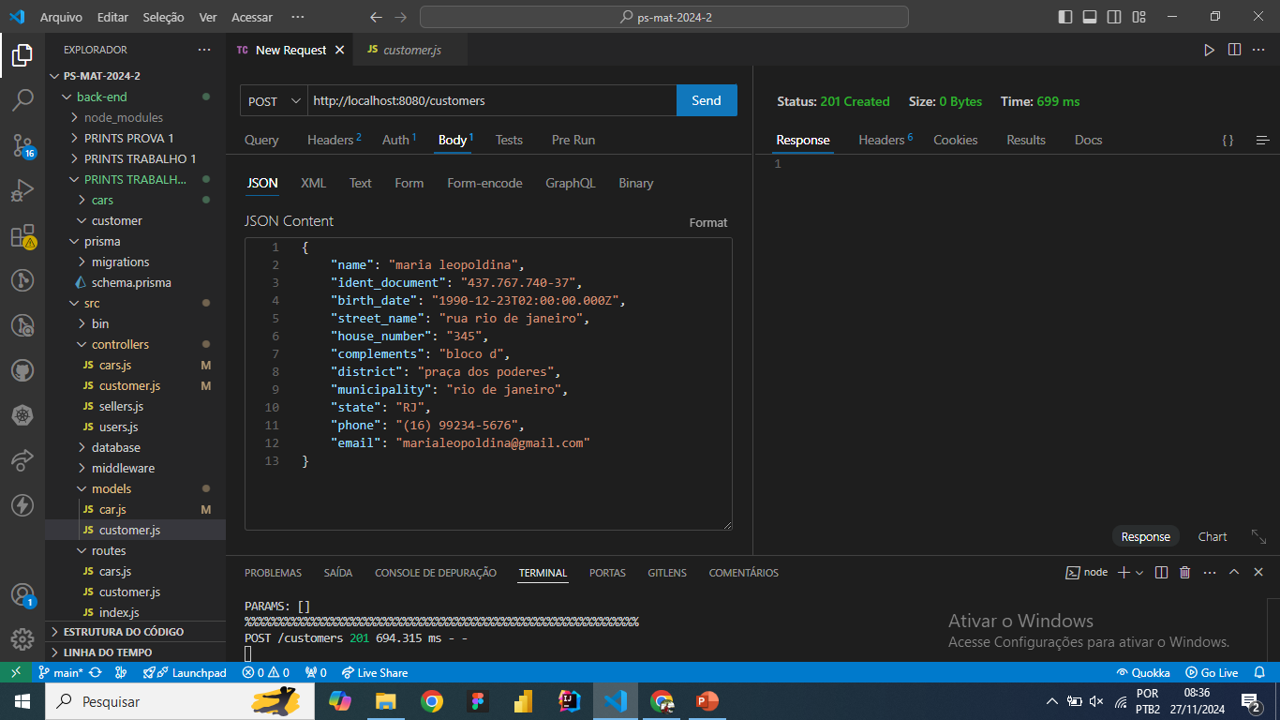 Arquivo Editar Seleção Ver Acessar ··· ps-mat-2024-2
EXPLORADOR ···
TC New Request JS customer.js ···
PS-MAT-2024-2
back-end
node_modules
PRINTS PROVA 1
PRINTS TRABALHO 1
PRINTS TRABALH...
cars
customer
prisma
migrations
schema.prisma
src
bin
controllers
JS cars.js M
JS customer.js M
JS sellers.js
JS users.js
database
middleware
models
JS car.js M
JS customer.js
routes
JS cars.js
JS customer.js
JS index.js
ESTRUTURA DO CÓDIGO
LINHA DO TEMPO
16
1
POST http://localhost:8080/customers Send
Query Headers 2 Auth 1 Body 1 Tests Pre Run
JSON XML Text Form Form-encode GraphQL Binary
JSON Content Format
1 {
2 "name": "maria leopoldina",
3 "ident_document": "437.767.740-37",
4 "birth_date": "1990-12-23T02:00:00.000Z",
5 "street_name": "rua rio de janeiro",
6 "house_number": "345",
7 "complements": "bloco d",
8 "district": "praça dos poderes",
9 "municipality": "rio de janeiro",
10 "state": "RJ",
11 "phone": "(16) 99234-5676",
12 "email": "marialeopoldina@gmail.com"
13 }
Status: 201 Created Size: 0 Bytes Time: 699 ms
Response Headers 6 Cookies Results Docs { }
1
Response Chart
PROBLEMAS SAÍDA CONSOLE DE DEPURAÇÃO TERMINAL PORTAS GITLENS COMENTÁRIOS node ···
PARAMS: []
POST /customers 201 694.315 ms - -
Ativar o Windows
Acesse Configurações para ativar o Windows.
main* Launchpad 0 0 0 Live Share Quokka Go Live
Pesquisar
POR
PTB2
08:36
27/11/2024
2